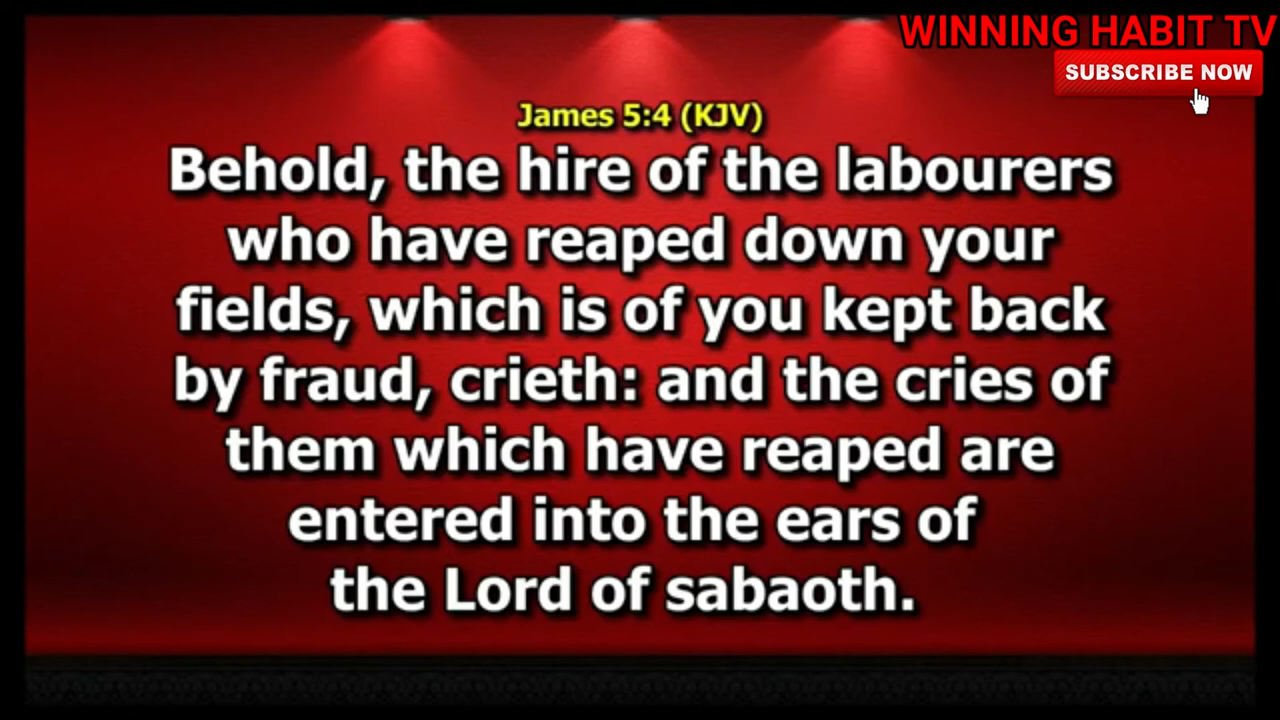 WINNING HABIT TV
SUBSCRIBE NOW
James 5:4 (KJV)
Behold, the hire of the labourers
who have reaped down your
fields, which is of you kept back
by fraud, crieth: and the cries of
them which have reaped are
entered into the ears of
the Lord of sabaoth.